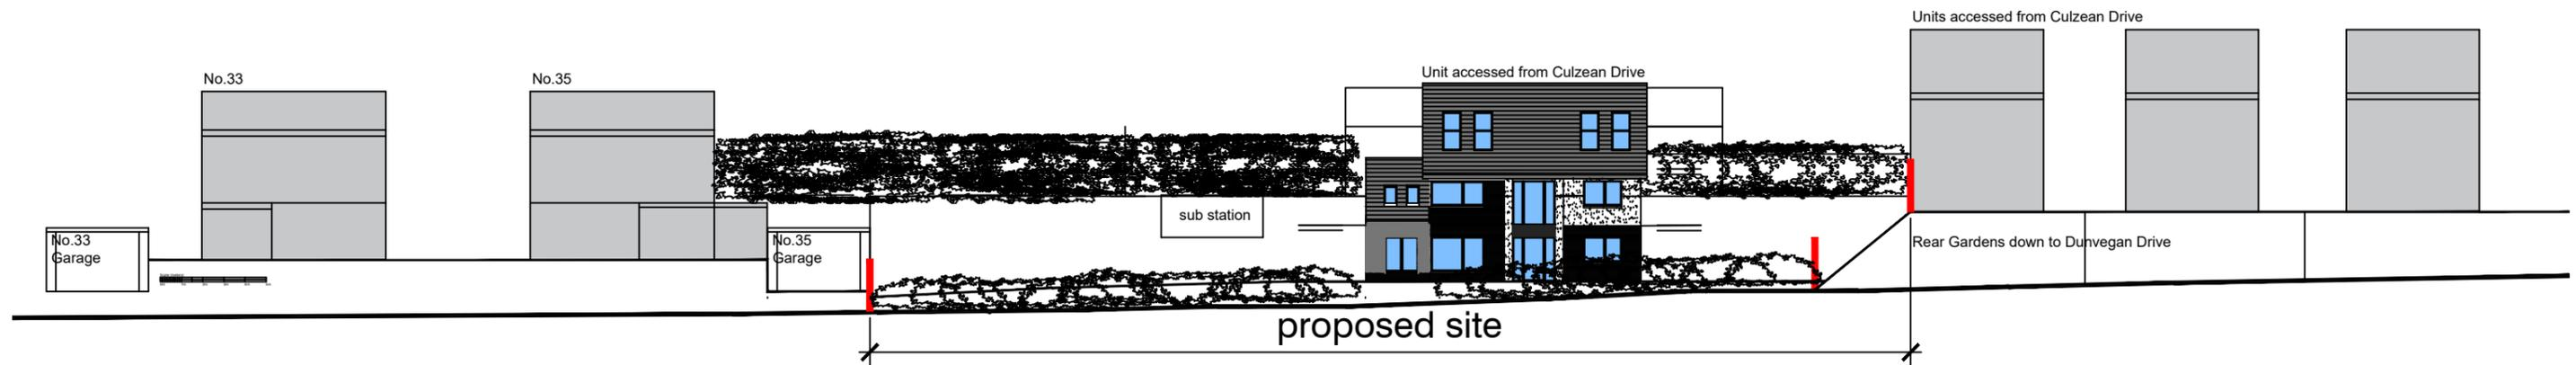 Units accessed from Culzean Drive
No.33
No.35
Unit accessed from Culzean Drive
sub station
No.33
Garage
No.35
Garage
Rear Gardens down to Dunvegan Drive
proposed site